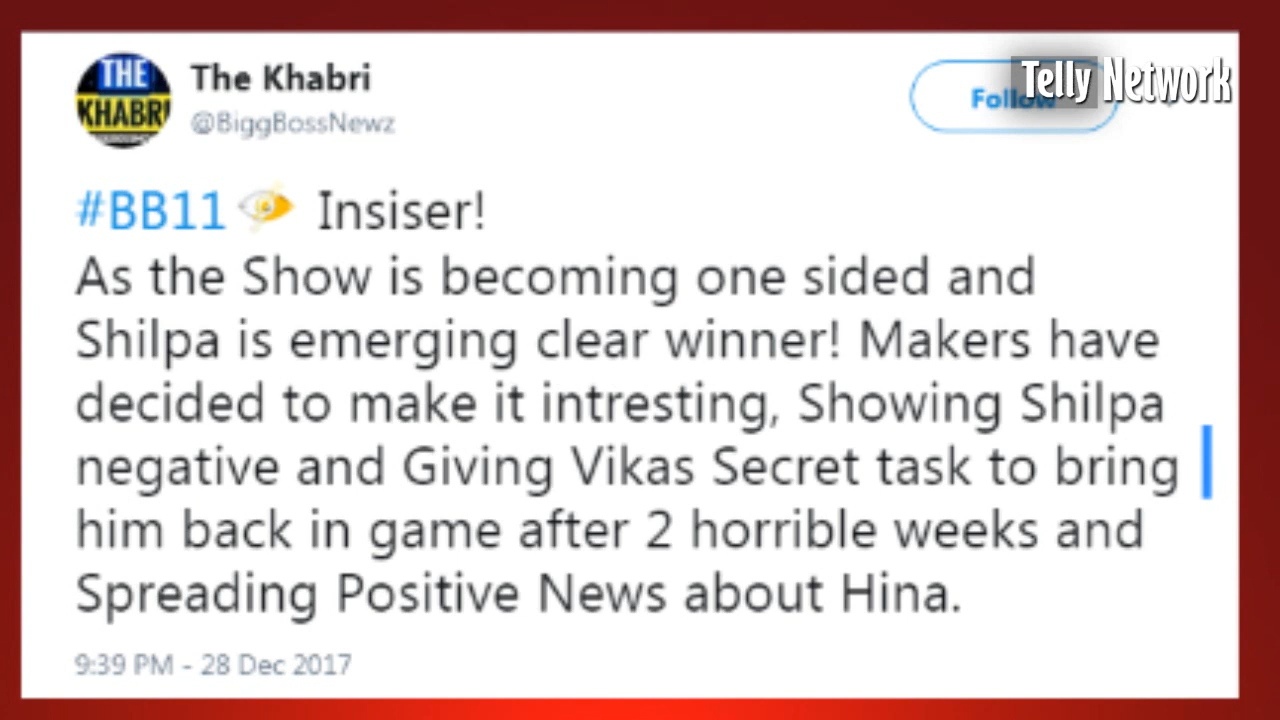 THE
KHABRI
The Khabri
@BiggBossNewz
Follow
Telly Network
#BB11 Insiser!
As the Show is becoming one sided and
Shilpa is emerging clear winner! Makers have
decided to make it intresting, Showing Shilpa
negative and Giving Vikas Secret task to bring
him back in game after 2 horrible weeks and
Spreading Positive News about Hina.
9:39 PM - 28 Dec 2017